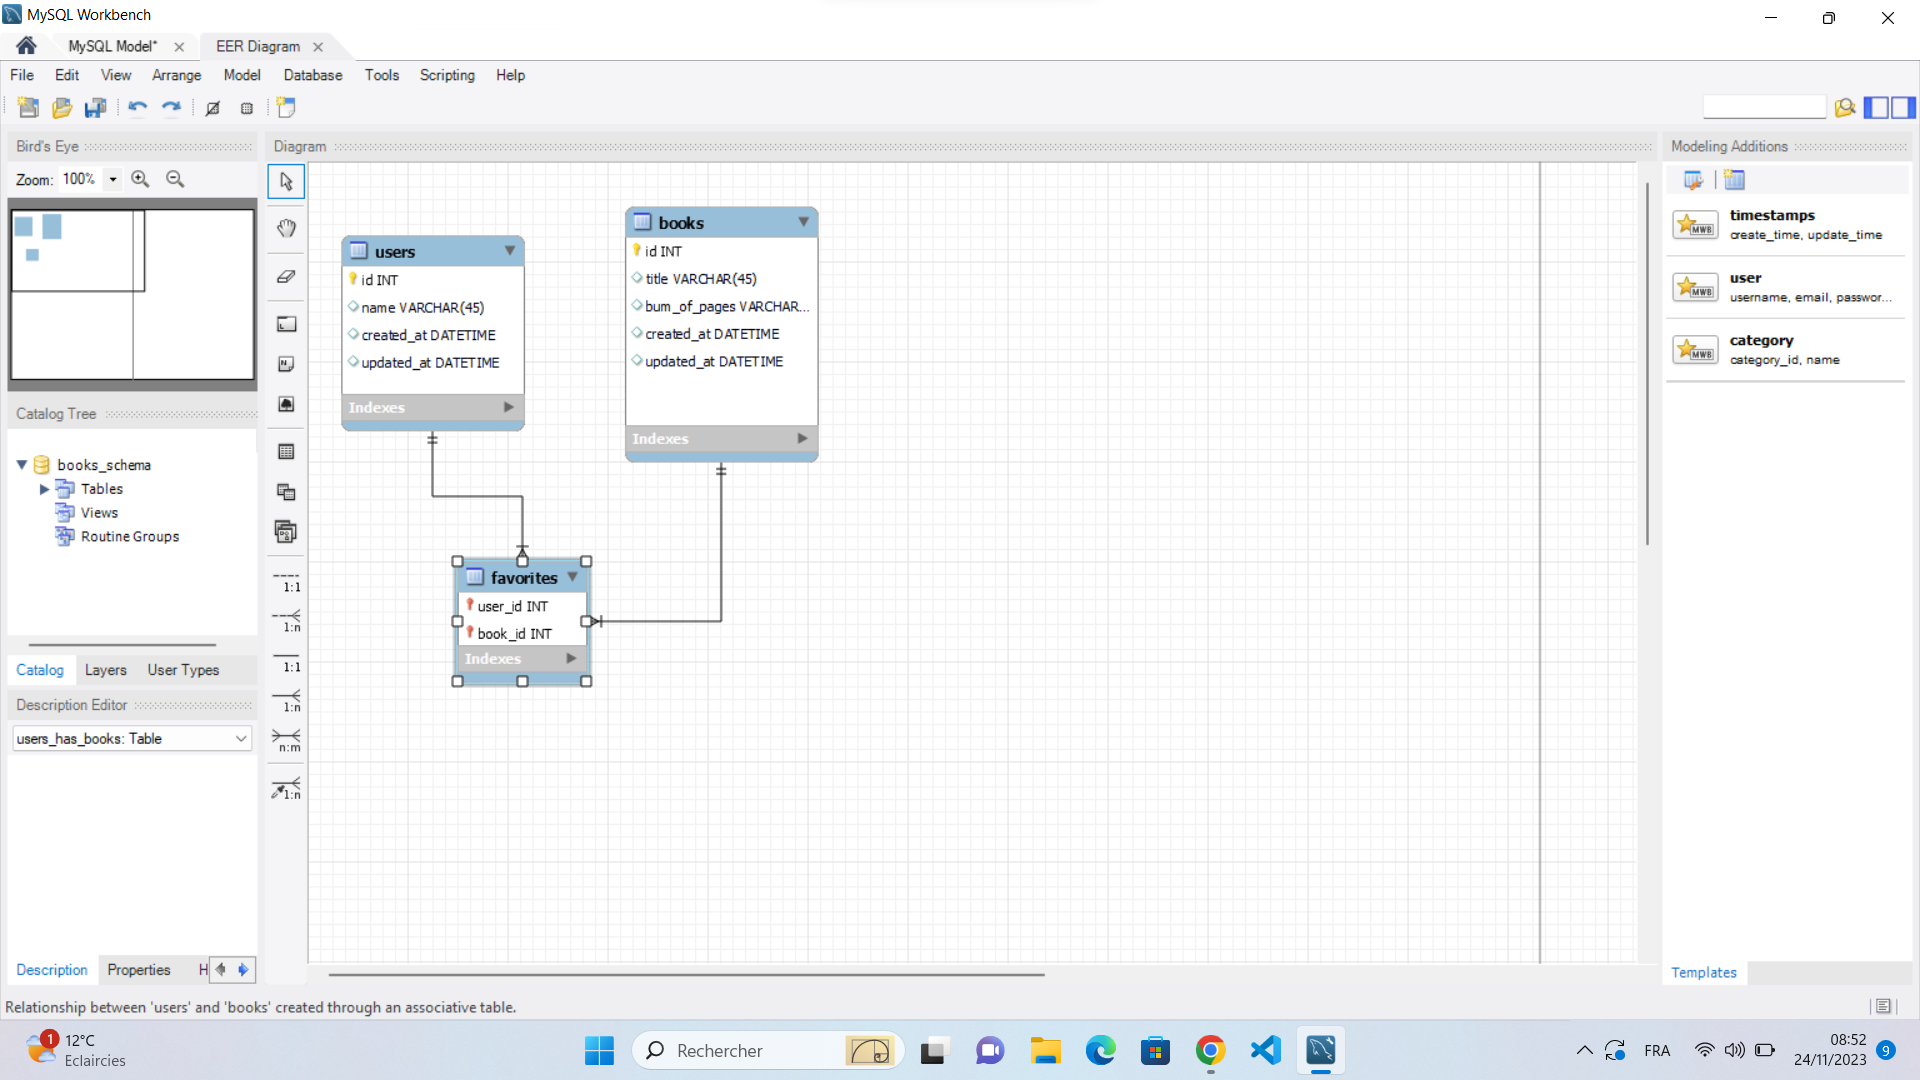 MySQL Workbench
MySQL Model*
EER Diagram
File Edit View Arrange Model Database Tools Scripting Help
Bird's Eye
Diagram
Modeling Additions
Zoom: 100%
timestamps
create_time, update_time
user
username, email, passwor...
category
category_id, name
users
id INT
name VARCHAR(45)
created_at DATETIME
updated_at DATETIME
Indexes
books
id INT
title VARCHAR(45)
bum_of_pages VARCHAR...
created_at DATETIME
updated_at DATETIME
Indexes
favorites
user_id INT
book_id INT
Indexes
Catalog Tree
books_schema
Tables
Views
Routine Groups
Catalog Layers User Types
Description Editor
users_has_books: Table
1:1
1:n
1:1
1:n
n:m
1:n
MWB
MWB
MWB
Description Properties H
Templates
Relationship between 'users' and 'books' created through an associative table.
1
12°C
Eclaircies
Rechercher
FRA
08:52
24/11/2023
9